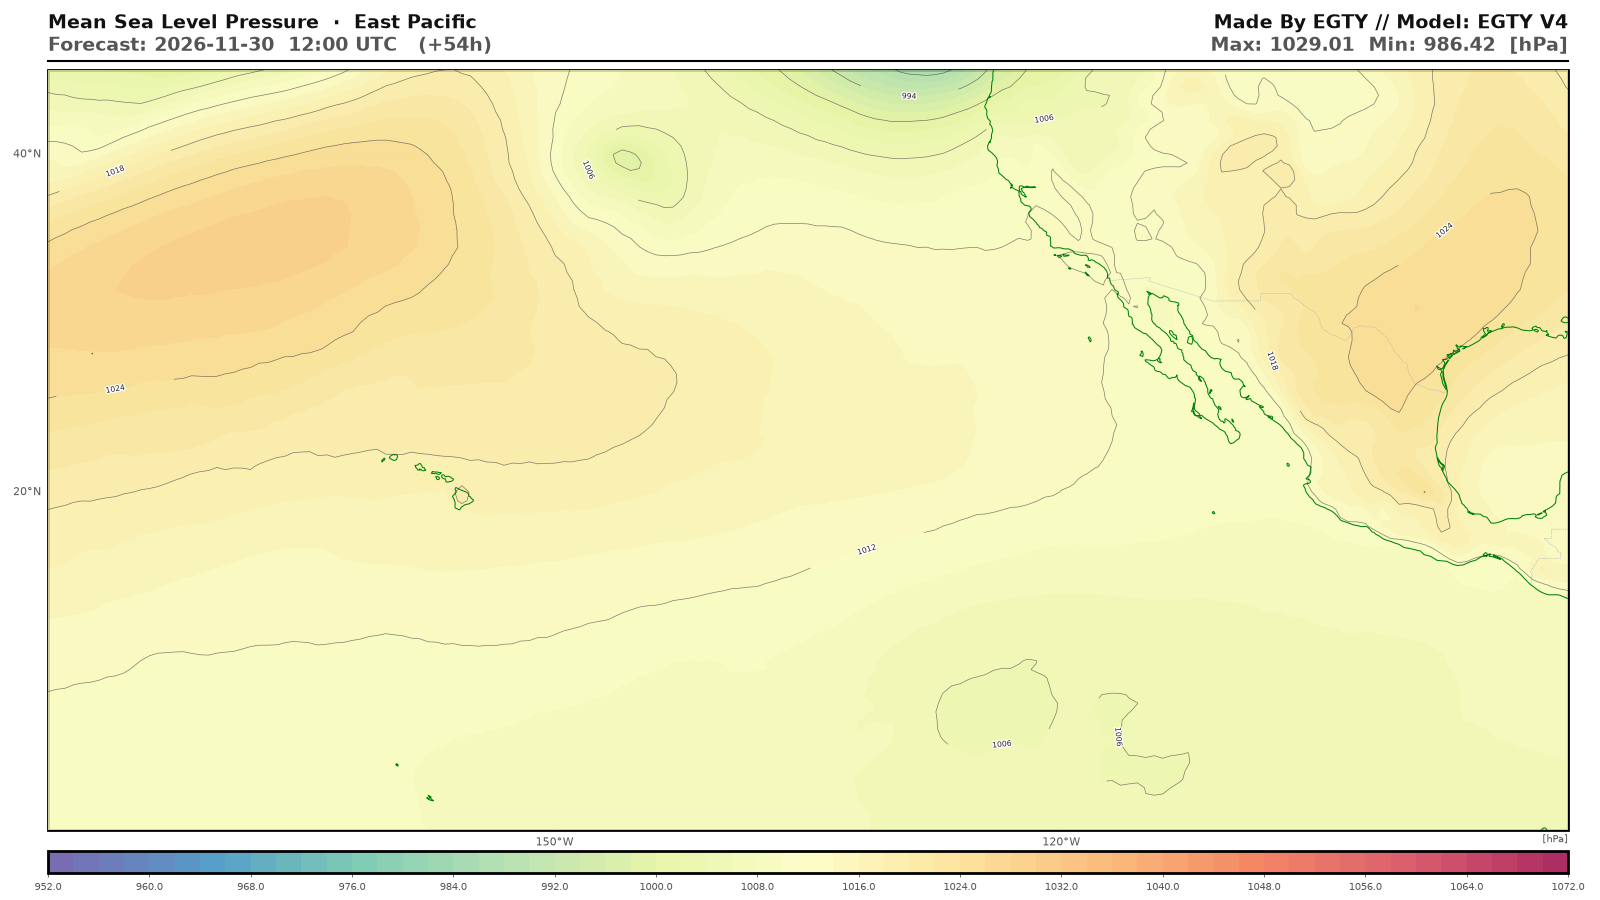 Mean Sea Level Pressure · East Pacific
Made By EGTY // Model: EGTY V4
Forecast: 2026-11-30 12:00 UTC (+54h)
Max: 1029.01 Min: 986.42 [hPa]
994
1006
40°N
1018
1006
1024
1018
1024
20°N
1012
1006
1006
150°W
120°W
[hPa]
952.0 960.0 968.0 976.0 984.0 992.0 1000.0 1008.0 1016.0 1024.0 1032.0 1040.0 1048.0 1056.0 1064.0 1072.0